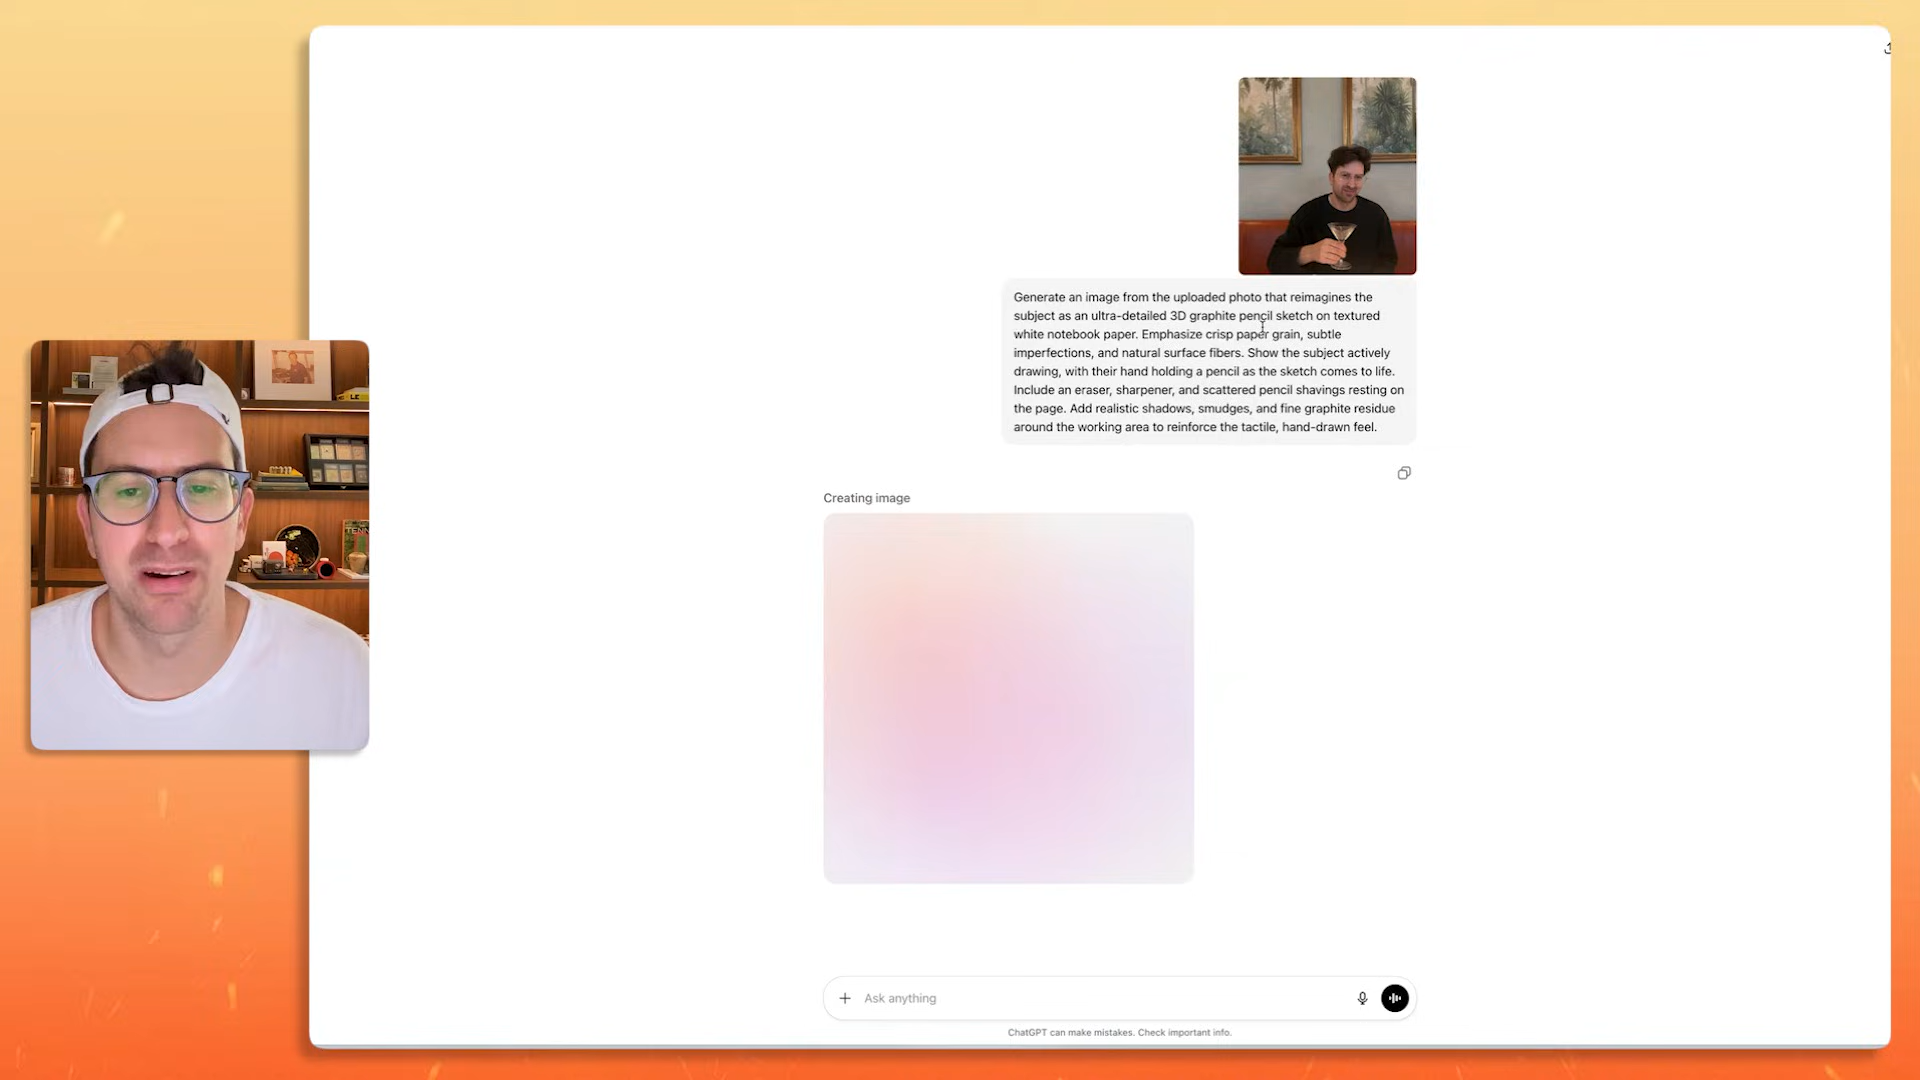 Generate an image from the uploaded photo that reimagines the
subject as an ultra-detailed 3D graphite pencil sketch on textured
white notebook paper. Emphasize crisp paper grain, subtle
imperfections, and natural surface fibers. Show the subject actively
drawing, with their hand holding a pencil as the sketch comes to life.
Include an eraser, sharpener, and scattered pencil shavings resting on
the page. Add realistic shadows, smudges, and fine graphite residue
around the working area to reinforce the tactile, hand-drawn feel.
Creating image
Ask anything
ChatGPT can make mistakes. Check important info.